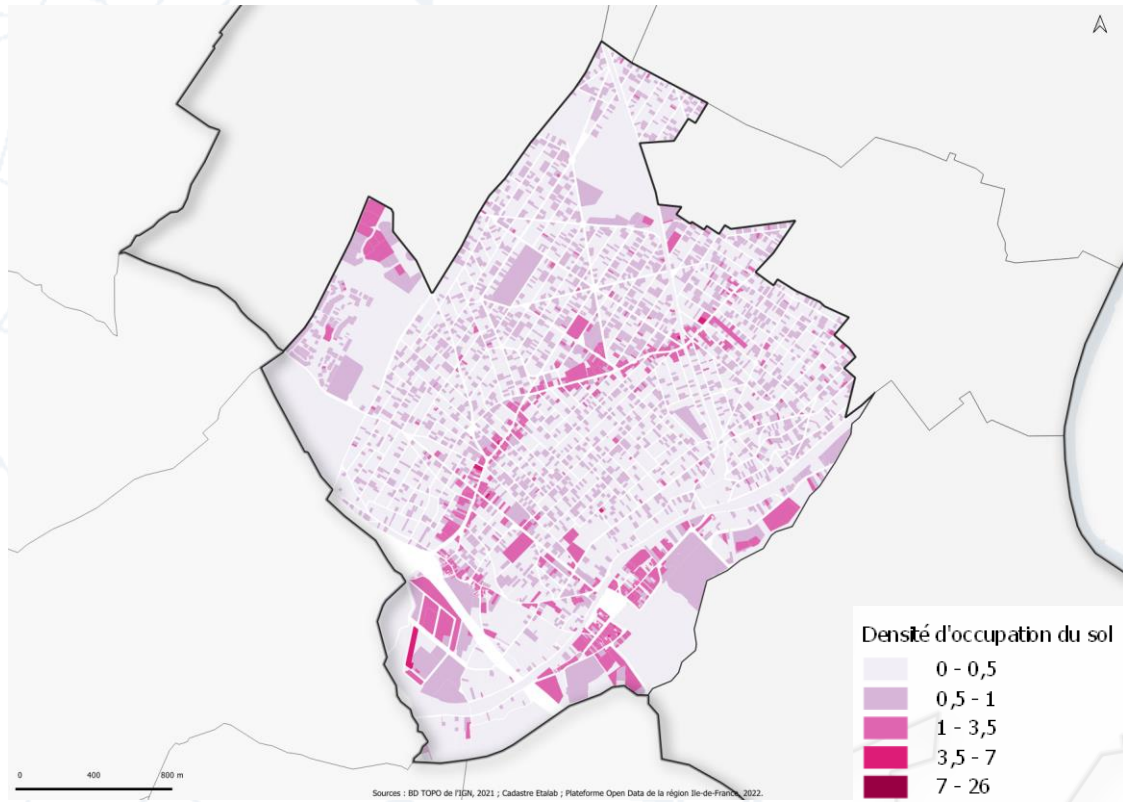 Densité d'occupation du sol
0 - 0,5
0,5 - 1
1 - 3,5
3,5 - 7
7 - 26
0 400 800 m
Sources : BD TOPO de l'IGN, 2021 ; Cadastre Etalab ; Plateforme Open Data de la région Ile-de-France, 2022.